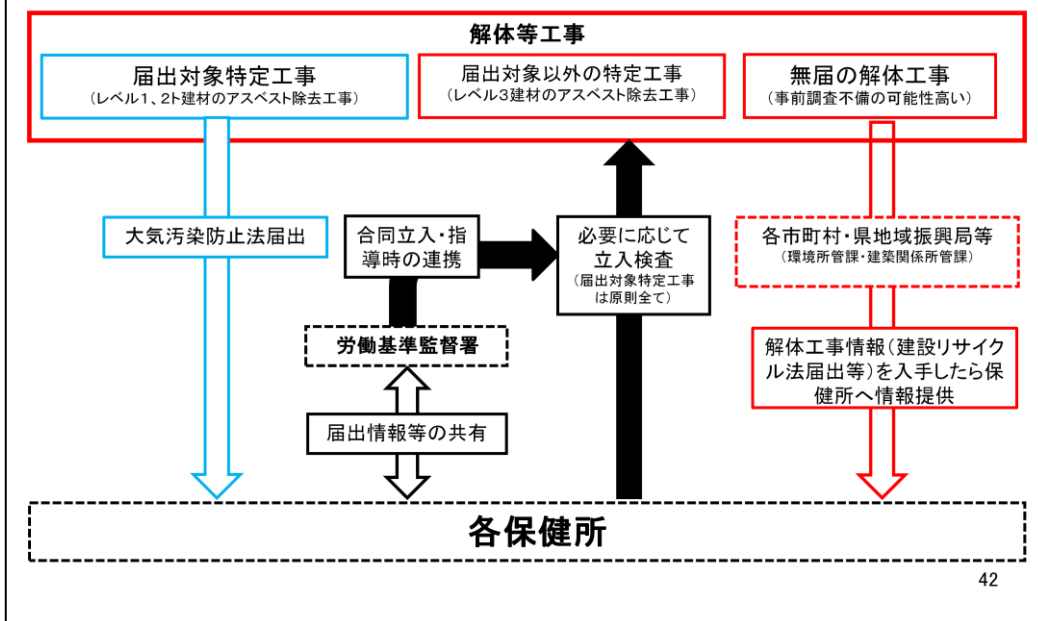 解体等工事
届出対象特定工事
(レベル1、2ト建材のアスベスト除去工事)
届出対象以外の特定工事
(レベル3建材のアスベスト除去工事)
無届の解体工事
(事前調査不備の可能性高い)
大気汚染防止法届出
合同立入・指
導時の連携
必要に応じて
立入検査
(届出対象特定工事
は原則全て)
各市町村・県地域振興局等
(環境所管課・建築関係所管課)
労働基準監督署
解体工事情報(建設リサイク
ル法届出等)を入手したら保
健所へ情報提供
届出情報等の共有
各保健所
42